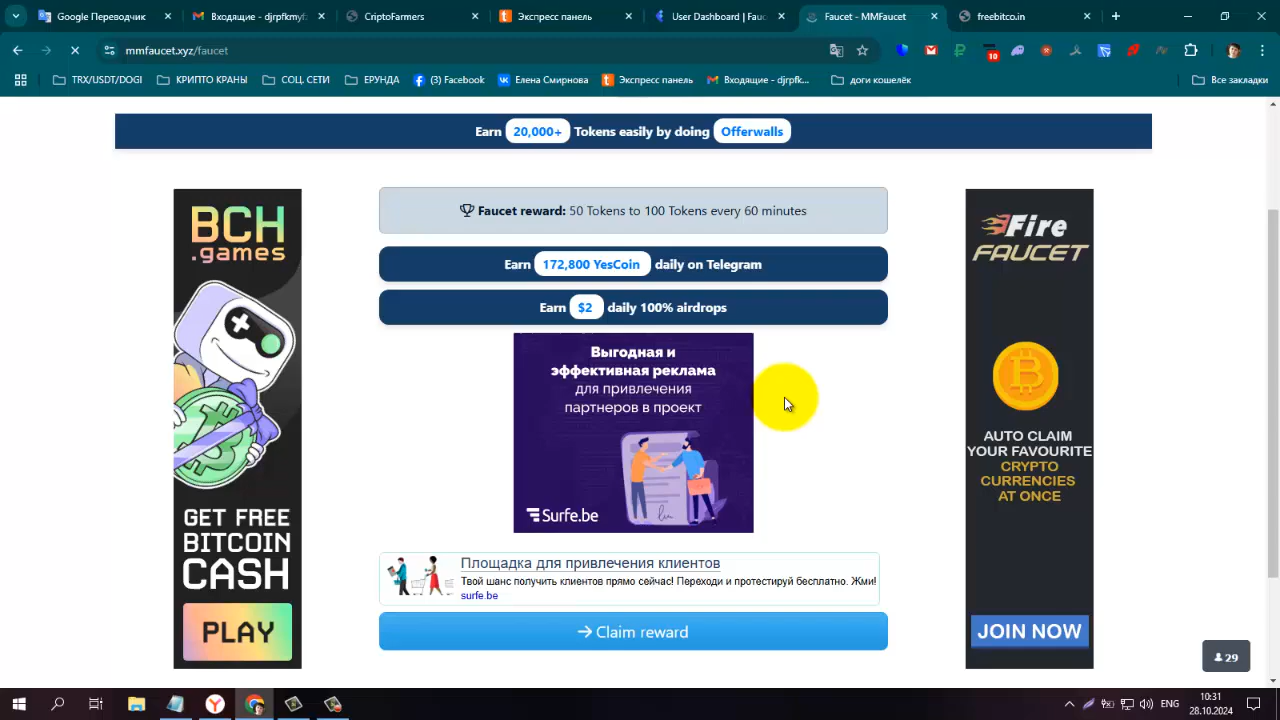 Google Переводчик
Входящие - djrpfkmyf
CriptoFarmers
Экспресс панель
User Dashboard | Fauc
Faucet - MMFaucet
freebitco.in
mmfaucet.xyz/faucet
10
TRX/USDT/DOGI
КРИПТО КРАНЫ
СОЦ. СЕТИ
ЕРУНДА
(3) Facebook
Елена Смирнова
Экспресс панель
Входящие - djrpfk...
доги кошелёк
Все закладки
Earn 20,000+ Tokens easily by doing Offerwalls
BCH
.games
GET FREE
BITCOIN
CASH
PLAY
Faucet reward: 50 Tokens to 100 Tokens every 60 minutes
Earn 172,800 YesCoin daily on Telegram
Earn $2 daily 100% airdrops
Выгодная и
эффективная реклама
для привлечения
партнеров в проект
Surfe.be
Площадка для привлечения клиентов
Твой шанс получить клиентов прямо сейчас! Переходи и протестируй бесплатно. Жми!
surfe.be
Claim reward
Fire
FAUCET
AUTO CLAIM
YOUR FAVOURITE
CRYPTO
CURRENCIES
AT ONCE
JOIN NOW
29
ENG
10:31
28.10.2024